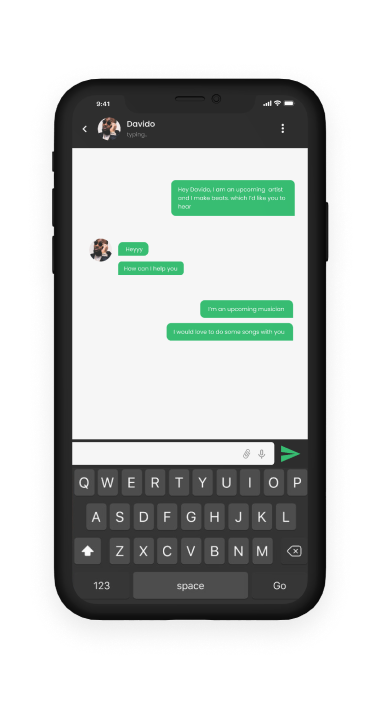 9:41
Davido
typing..
Hey Davido, I am an upcoming artist
and I make beats. which I'd like you to
hear
Heyyy
How can I help you
I'm an upcoming musician
I would love to do some songs with you
Q W E R T Y U I O P
A S D F G H J K L
Z X C V B N M
123 space Go